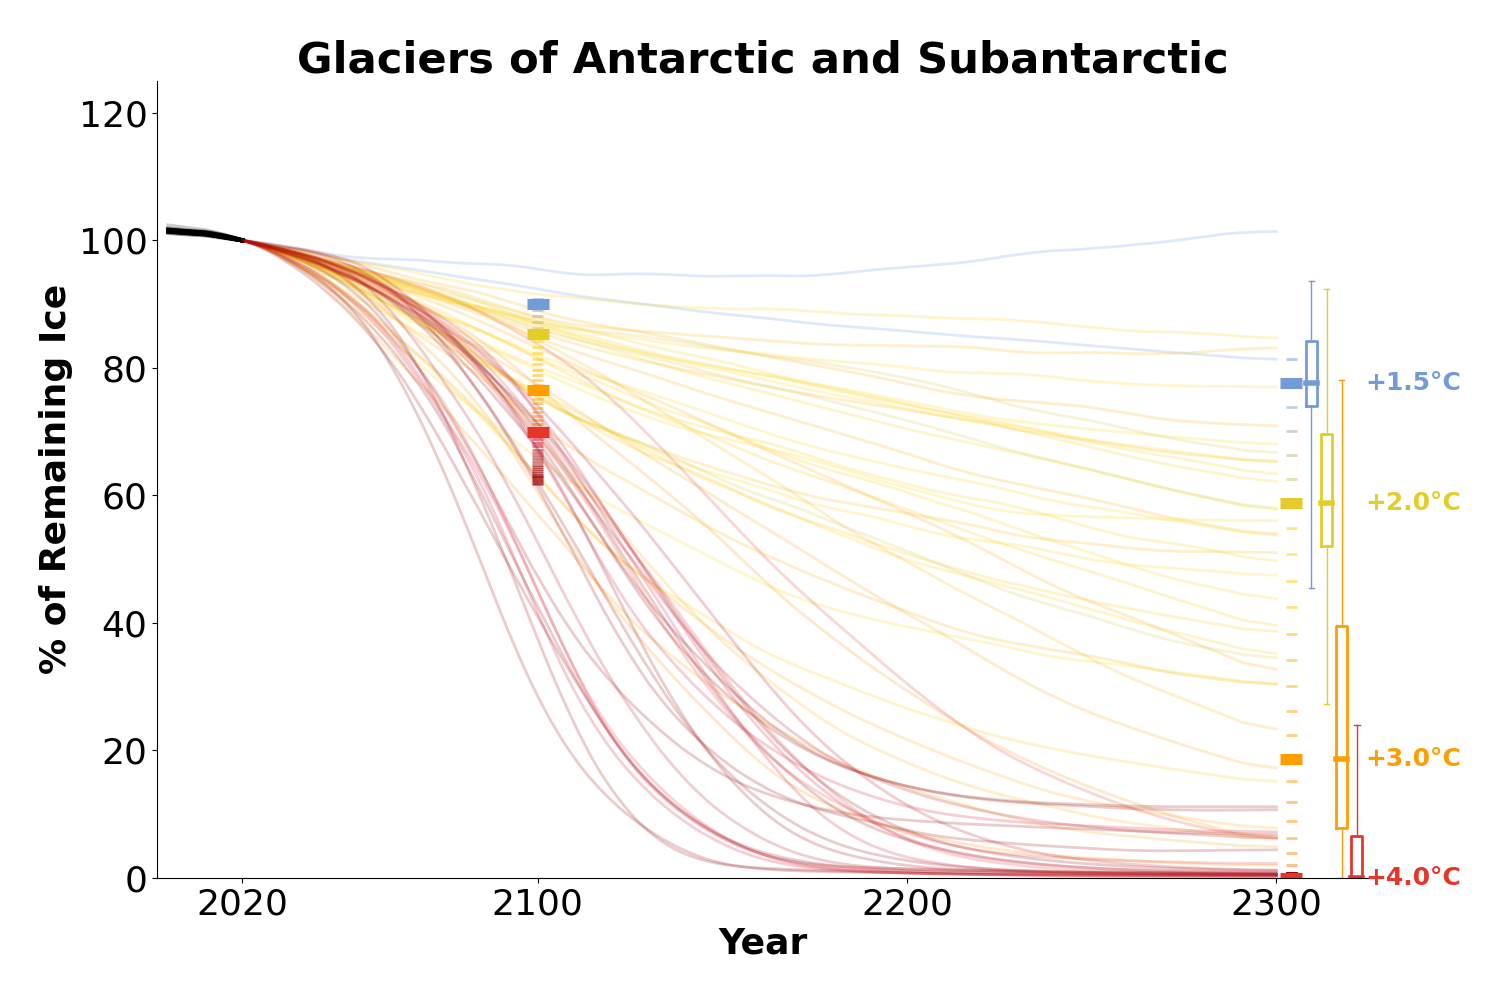 Glaciers of Antarctic and Subantarctic
% of Remaining Ice
120
100
80
60
40
20
0
2020
2100
2200
2300
Year
+1.5°C
+2.0°C
+3.0°C
+4.0°C